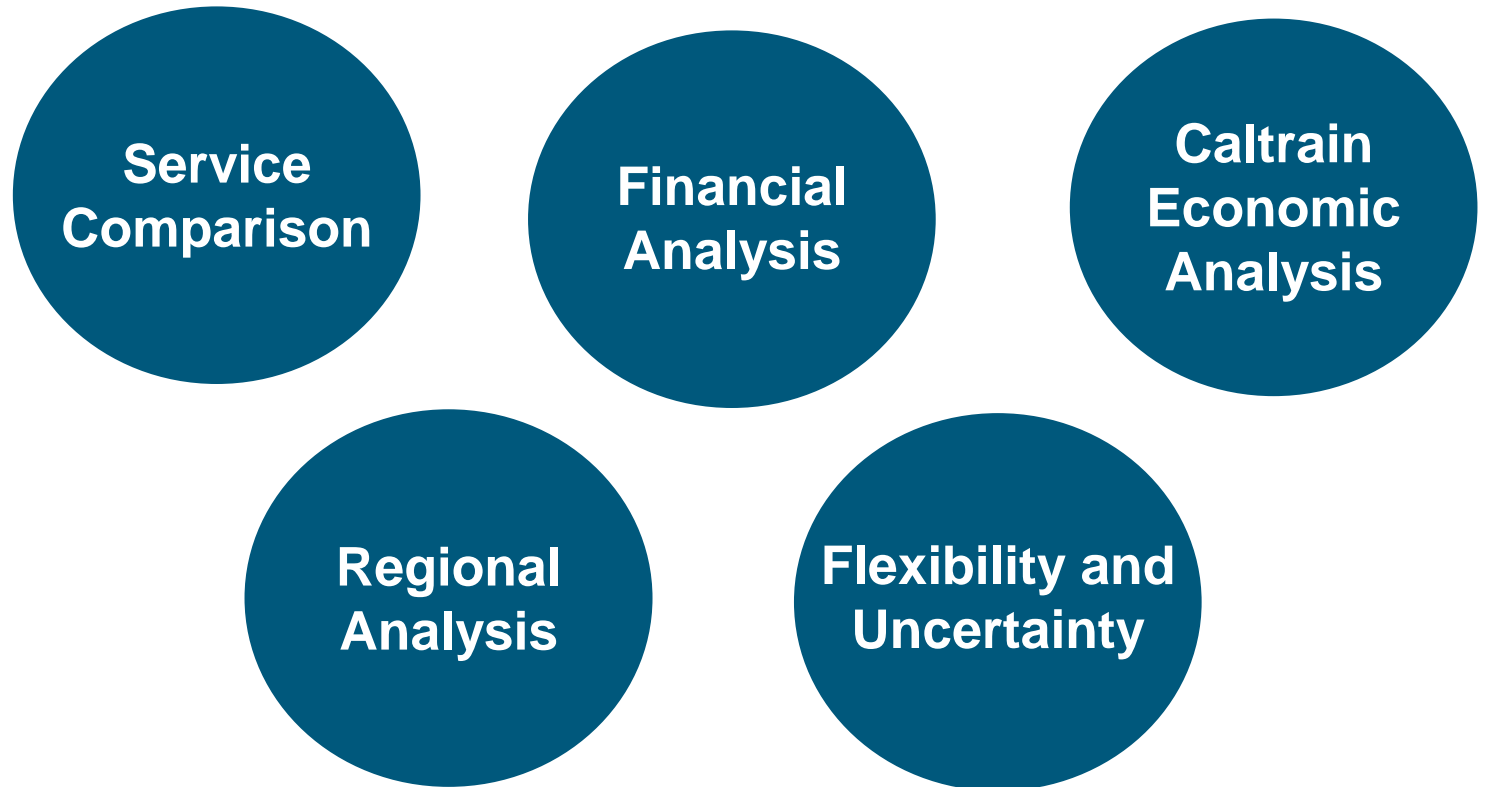 Service
Comparison
Financial
Analysis
Caltrain
Economic
Analysis
Regional
Analysis
Flexibility and
Uncertainty